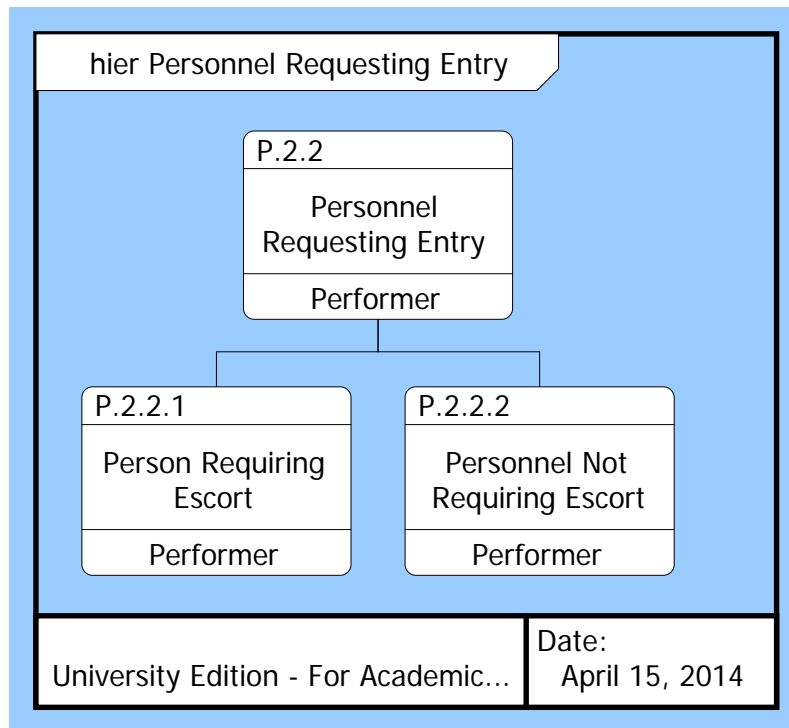 hier Personnel Requesting Entry
P.2.2
Personnel
Requesting Entry
Performer
P.2.2.1
Person Requiring
Escort
Performer
P.2.2.2
Personnel Not
Requiring Escort
Performer
University Edition - For Academic...
Date:
April 15, 2014